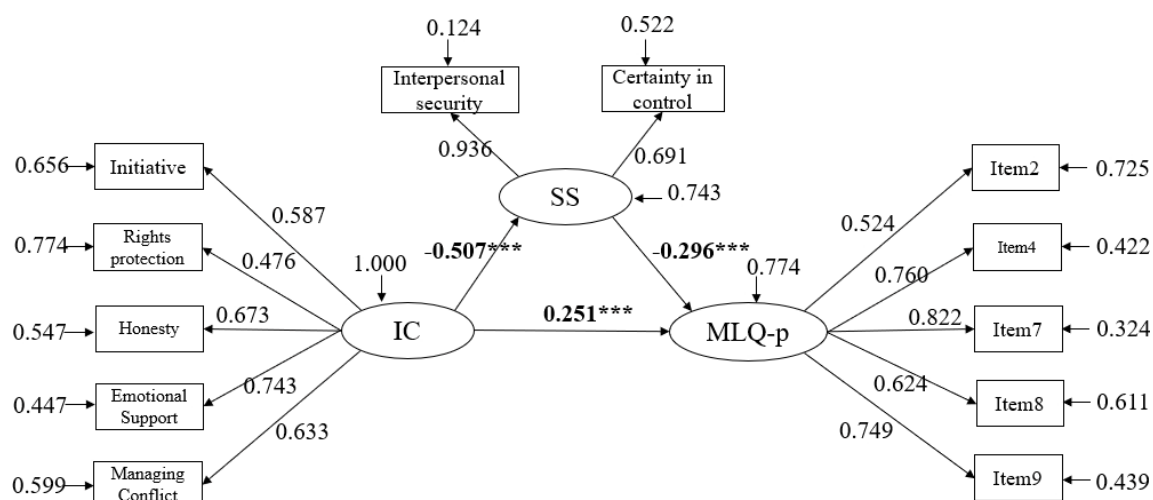 0.124
0.522
Interpersonal
security
Certainty in
control
0.936
0.691
0.656
Initiative
Item2
0.725
SS
0.743
0.587
0.524
0.774
Rights
protection
-0.507***
-0.296***
Item4
0.422
0.476
1.000
0.774
0.760
0.547
Honesty
0.673
IC
0.251***
MLQ-p
0.822
Item7
0.324
0.743
0.624
0.447
Emotional
Support
Item8
0.611
0.633
0.749
0.599
Managing
Conflict
Item9
0.439